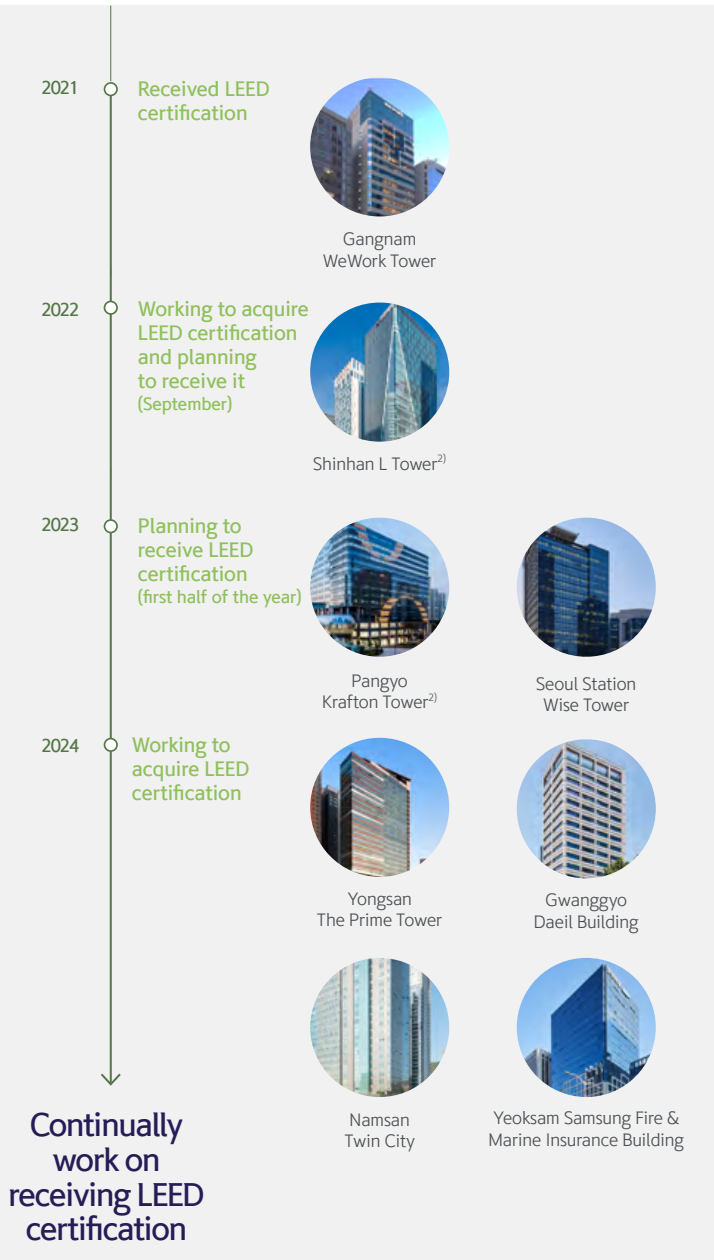 2021
Received LEED
certification
Gangnam
WeWork Tower
2022
Working to acquire
LEED certification
and planning
to receive it
(September)
Shinhan L Tower2)
2023
Planning to
receive LEED
certification
(first half of the year)
Pangyo
Krafton Tower2)
Seoul Station
Wise Tower
2024
Working to
acquire LEED
certification
Yongsan
The Prime Tower
Gwanggyo
Daeil Building
Namsan
Twin City
Yeoksam Samsung Fire &
Marine Insurance Building
Continually
work on
receiving LEED
certification